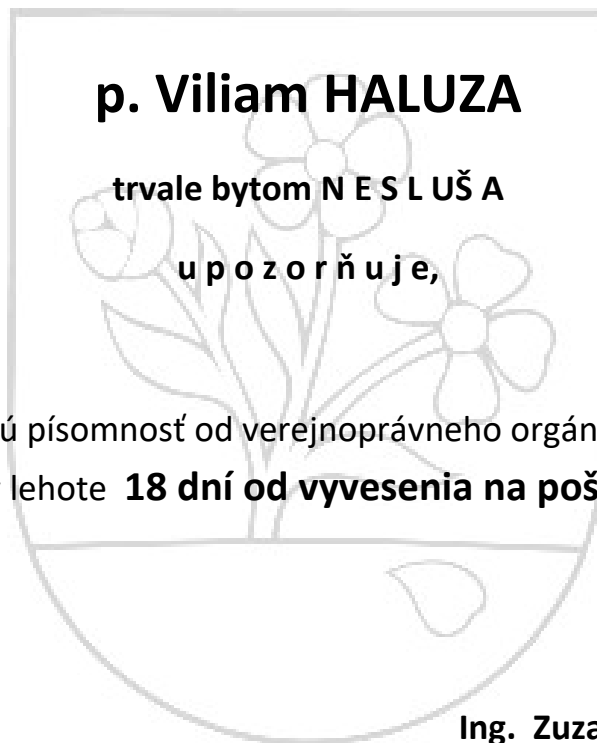 p. Viliam HALUZA
trvale bytom N E S L UŠ A
u p o z o r ň u j e,
ú písomnosť od verejnoprávneho orgán
lehote 18 dní od vyvesenia na poš
Ing. Zuza